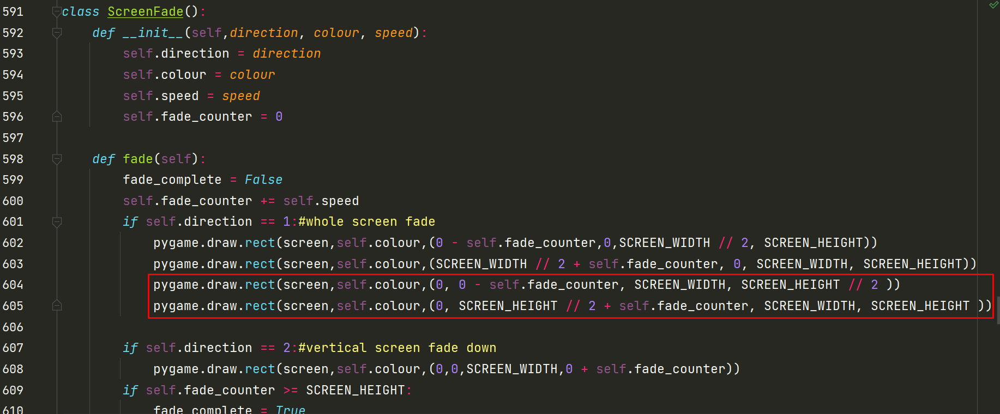 591 class ScreenFade():
592 def __init__(self,direction, colour, speed):
593 self.direction = direction
594 self.colour = colour
595 self.speed = speed
596 self.fade_counter = 0
597
598 def fade(self):
599 fade_complete = False
600 self.fade_counter += self.speed
601 if self.direction == 1:#whole screen fade
602 pygame.draw.rect(screen,self.colour,(0 - self.fade_counter,0,SCREEN_WIDTH // 2, SCREEN_HEIGHT))
603 pygame.draw.rect(screen,self.colour,(SCREEN_WIDTH // 2 + self.fade_counter, 0, SCREEN_WIDTH, SCREEN_HEIGHT))
604 pygame.draw.rect(screen,self.colour,(0, 0 - self.fade_counter, SCREEN_WIDTH, SCREEN_HEIGHT // 2 ))
605 pygame.draw.rect(screen,self.colour,(0, SCREEN_HEIGHT // 2 + self.fade_counter, SCREEN_WIDTH, SCREEN_HEIGHT ))
606
607 if self.direction == 2:#vertical screen fade down
608 pygame.draw.rect(screen,self.colour,(0,0,SCREEN_WIDTH,0 + self.fade_counter))
609 if self.fade_counter >= SCREEN_HEIGHT:
610 fade_complete = True